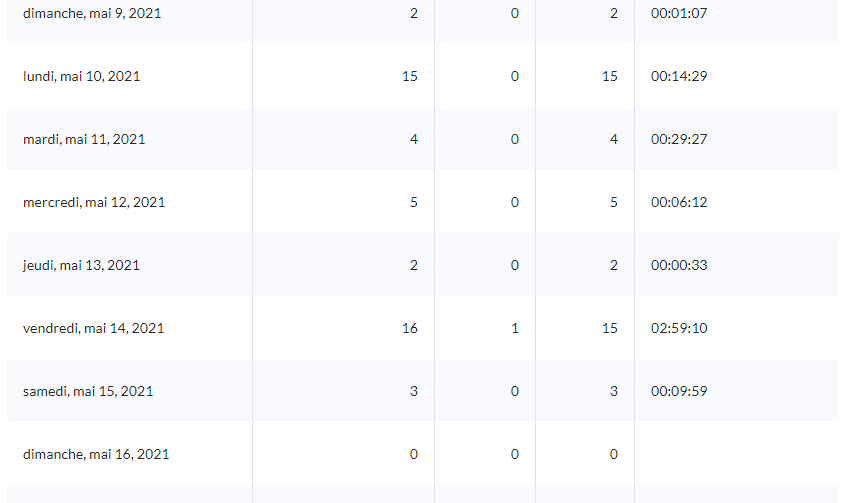 dimanche, mai 9, 2021 2 0 2 00:01:07
lundi, mai 10, 2021 15 0 15 00:14:29
mardi, mai 11, 2021 4 0 4 00:29:27
mercredi, mai 12, 2021 5 0 5 00:06:12
jeudi, mai 13, 2021 2 0 2 00:00:33
vendredi, mai 14, 2021 16 1 15 02:59:10
samedi, mai 15, 2021 3 0 3 00:09:59
dimanche, mai 16, 2021 0 0 0